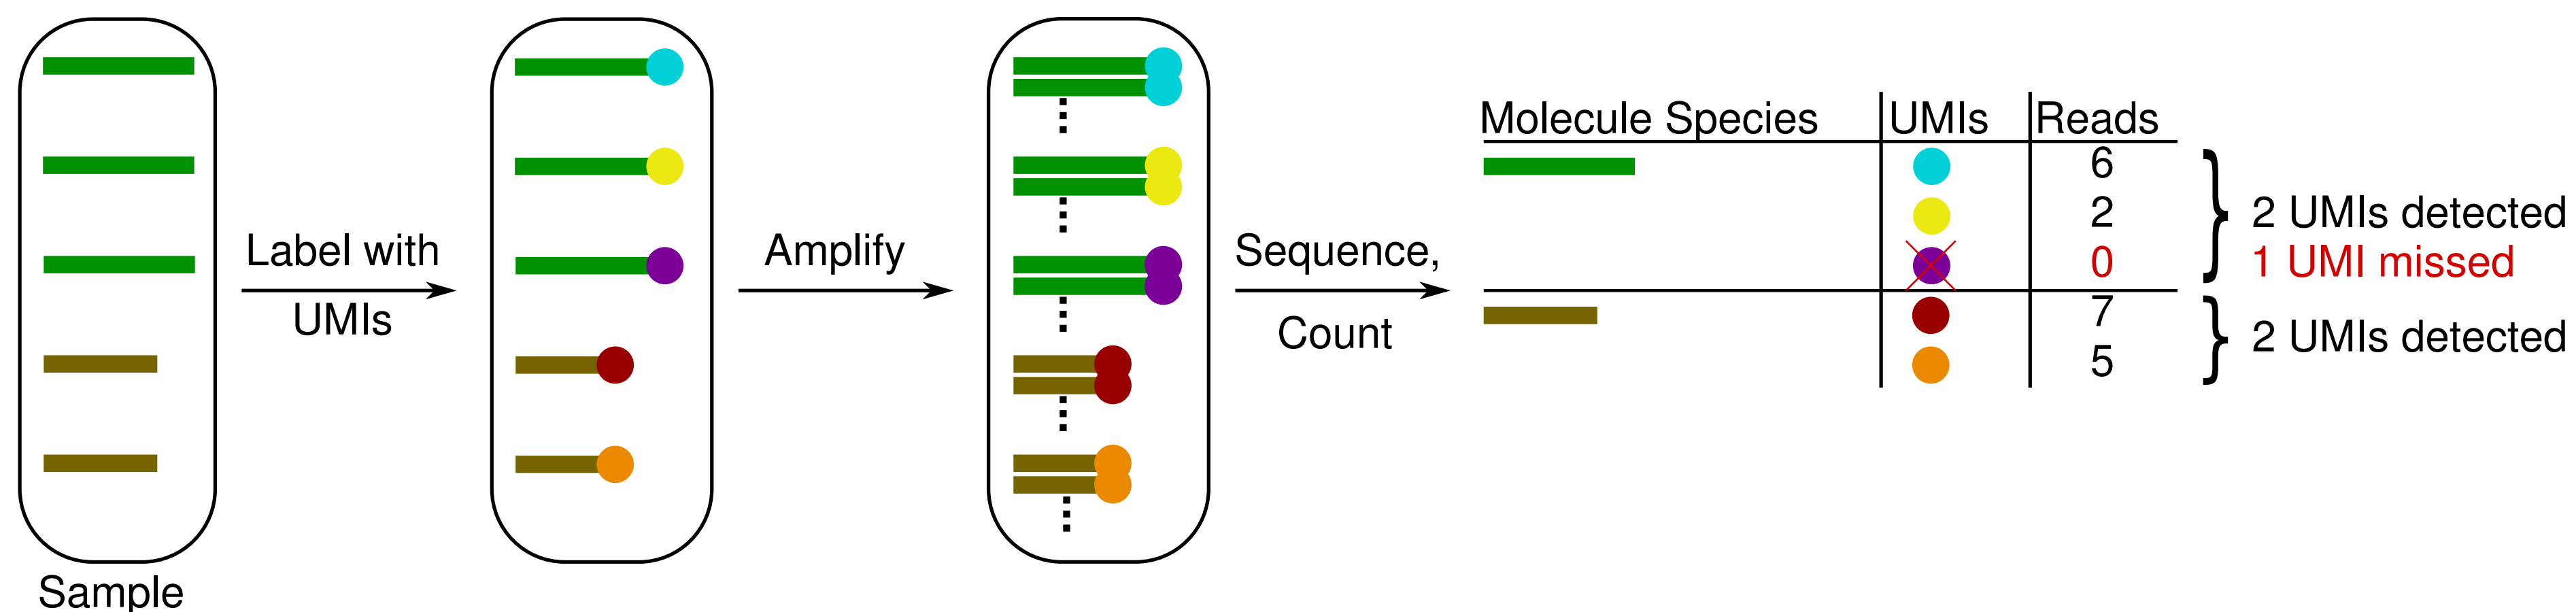 Sample
Label with
UMIs
Amplify
Sequence,
Count
Molecule Species UMIs Reads
6
2
0
7
5
2 UMIs detected
1 UMI missed
2 UMIs detected